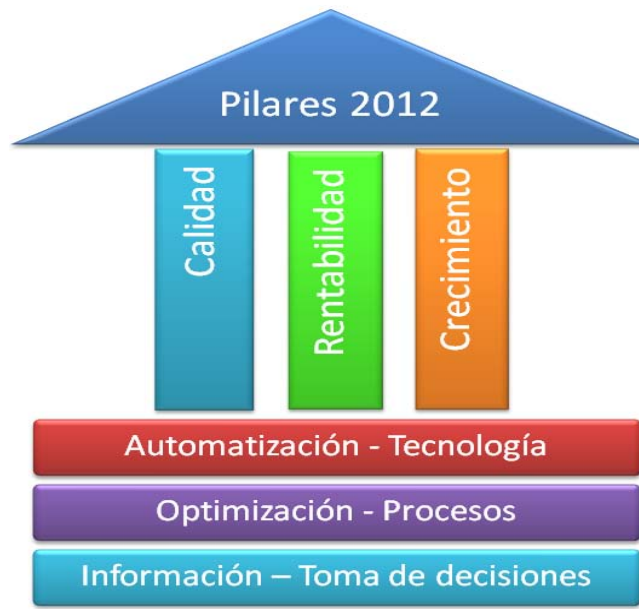 Pilares 2012
Calidad
Rentabilidad
Crecimiento
Automatización - Tecnología
Optimización - Procesos
Información – Toma de decisiones